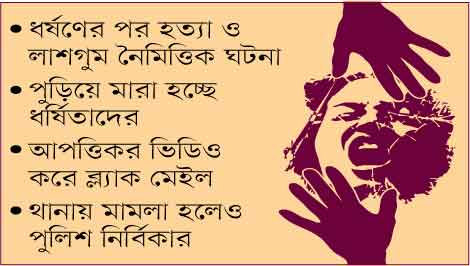 • ধর্ষণের পর হত্যা ও
লাশগুম নৈমিত্তিক ঘটনা
• পুড়িয়ে মারা হচ্ছে
ধর্ষিতাদের
• আপত্তিকর ভিডিও
করে ব্ল্যাক মেইল
• থানায় মামলা হলেও
পুলিশ নির্বিকার